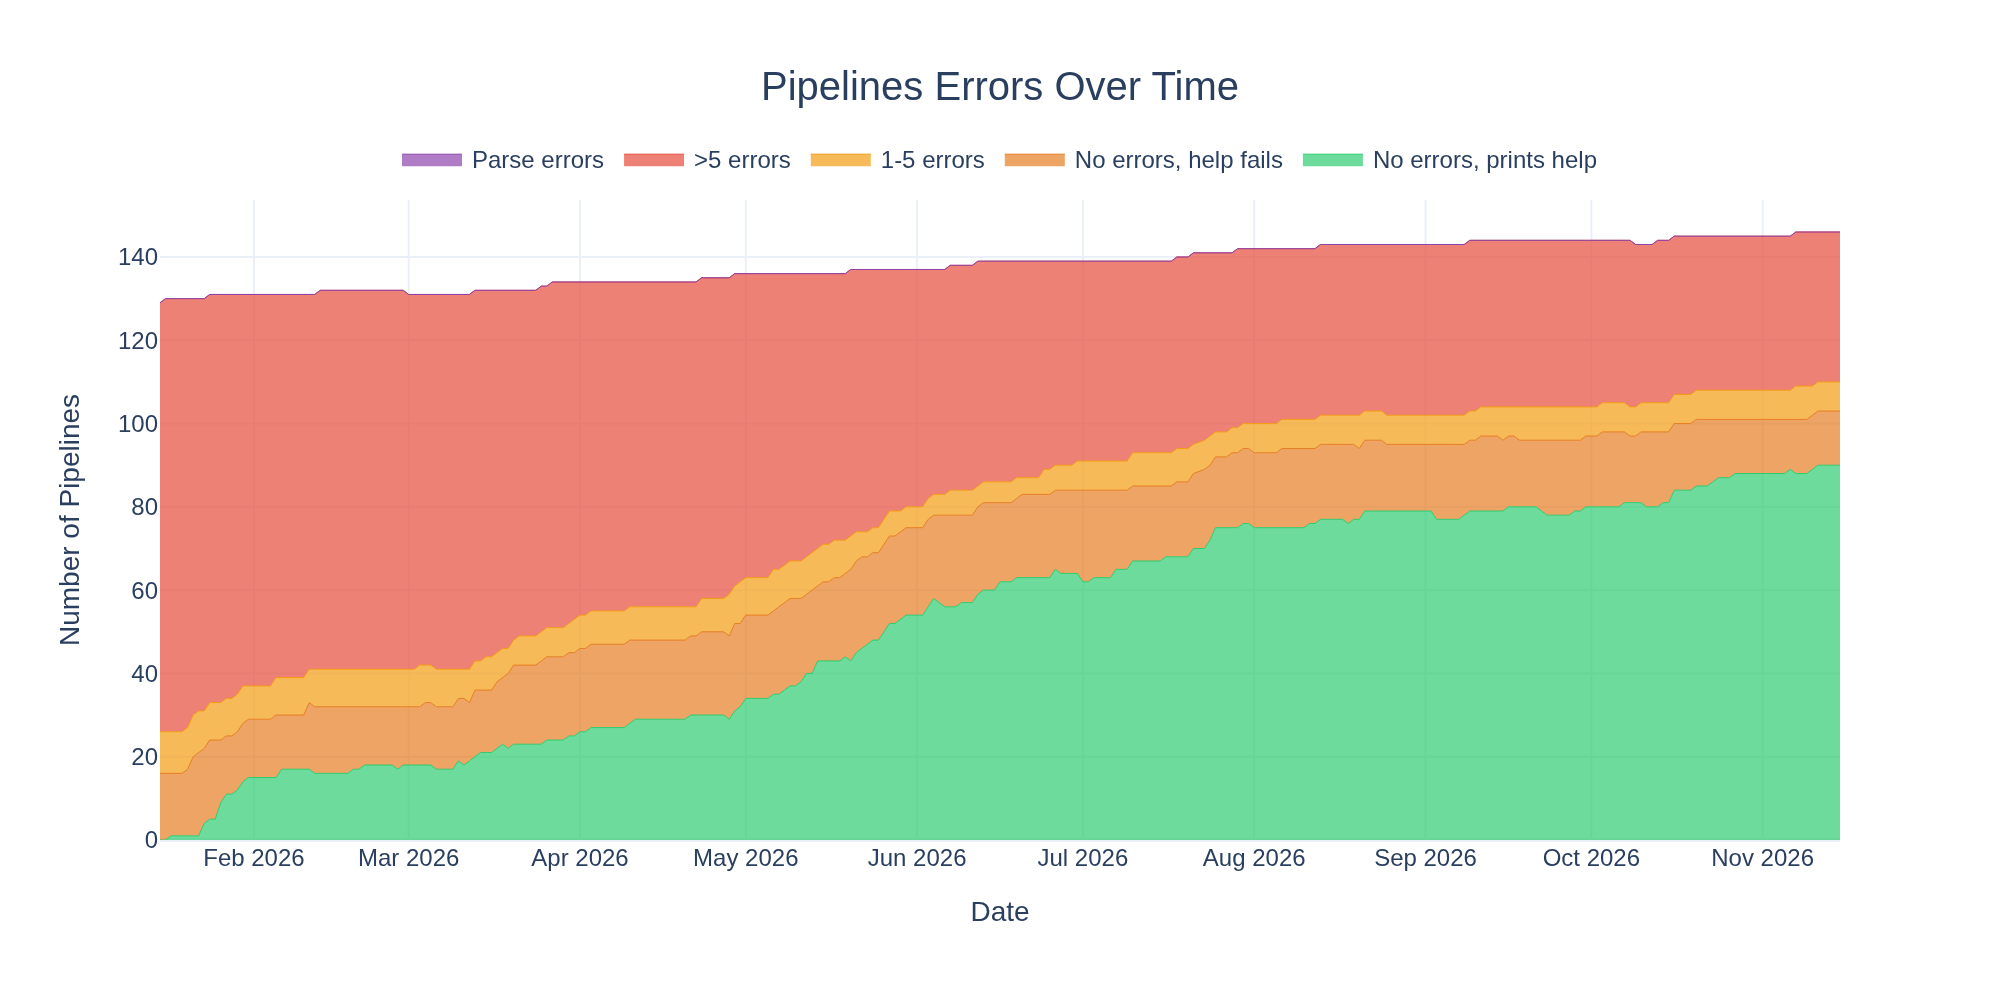 Pipelines Errors Over Time
Parse errors >5 errors 1-5 errors No errors, help fails No errors, prints help
Number of Pipelines
140
120
100
80
60
40
20
0
Feb 2026 Mar 2026 Apr 2026 May 2026 Jun 2026 Jul 2026 Aug 2026 Sep 2026 Oct 2026 Nov 2026
Date